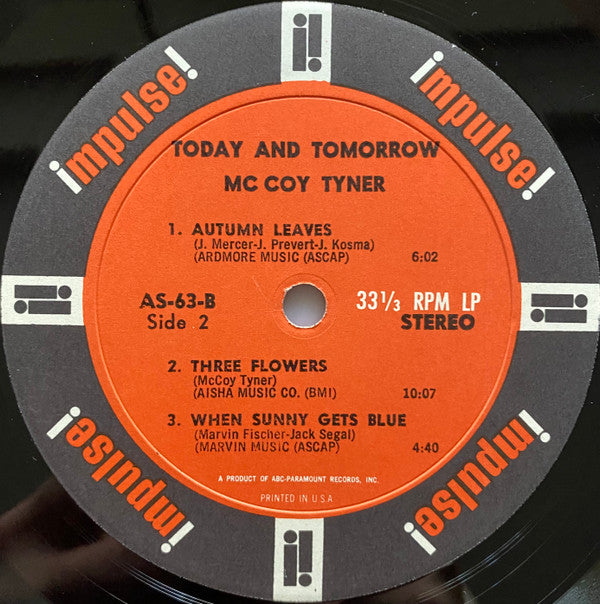 impulse!
impulse!
TODAY AND TOMORROW
MC COY TYNER
1. AUTUMN LEAVES
(J. Mercer-J. Prevert-J. Kosma)
(ARDMORE MUSIC (ASCAP) 6:02
AS-63-B 33⅓ RPM LP
Side 2 STEREO
2. THREE FLOWERS
(McCoy Tyner)
(AISHA MUSIC CO. (BMI) 10:07
3. WHEN SUNNY GETS BLUE
(Marvin Fischer-Jack Segal)
(MARVIN MUSIC (ASCAP) 4:40
A PRODUCT OF ABC-PARAMOUNT RECORDS, INC.
PRINTED IN U.S.A
impulse!
impulse!